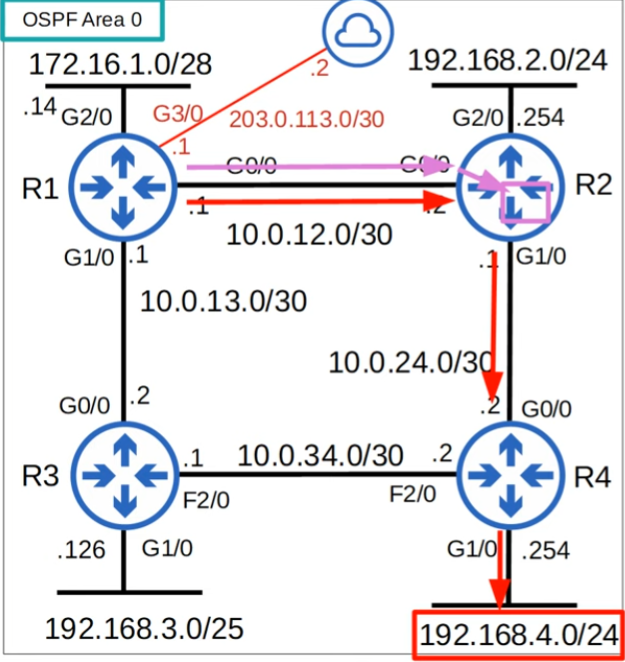 OSPF Area 0
172.16.1.0/28
192.168.2.0/24
.2
.14 G2/0
G3/0
203.0.113.0/30
G2/0 .254
.1
G0/0
G0/0
R1
R2
.1
.2
10.0.12.0/30
G1/0 .1
.1 G1/0
10.0.13.0/30
10.0.24.0/30
G0/0 .2
.2 G0/0
R3
.1 10.0.34.0/30 .2
R4
F2/0
F2/0
.126 G1/0
G1/0 .254
192.168.3.0/25
192.168.4.0/24